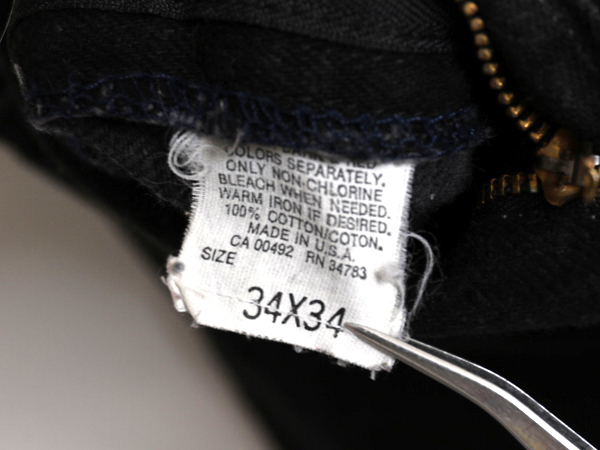 COLORS SEPARATELY.
ONLY NON-CHLORINE
BLEACH WHEN NEEDED.
WARM IRON IF DESIRED.
100% COTTON/COTON.
MADE IN U.S.A.
CA 00492 RN 34783
SIZE
34X34